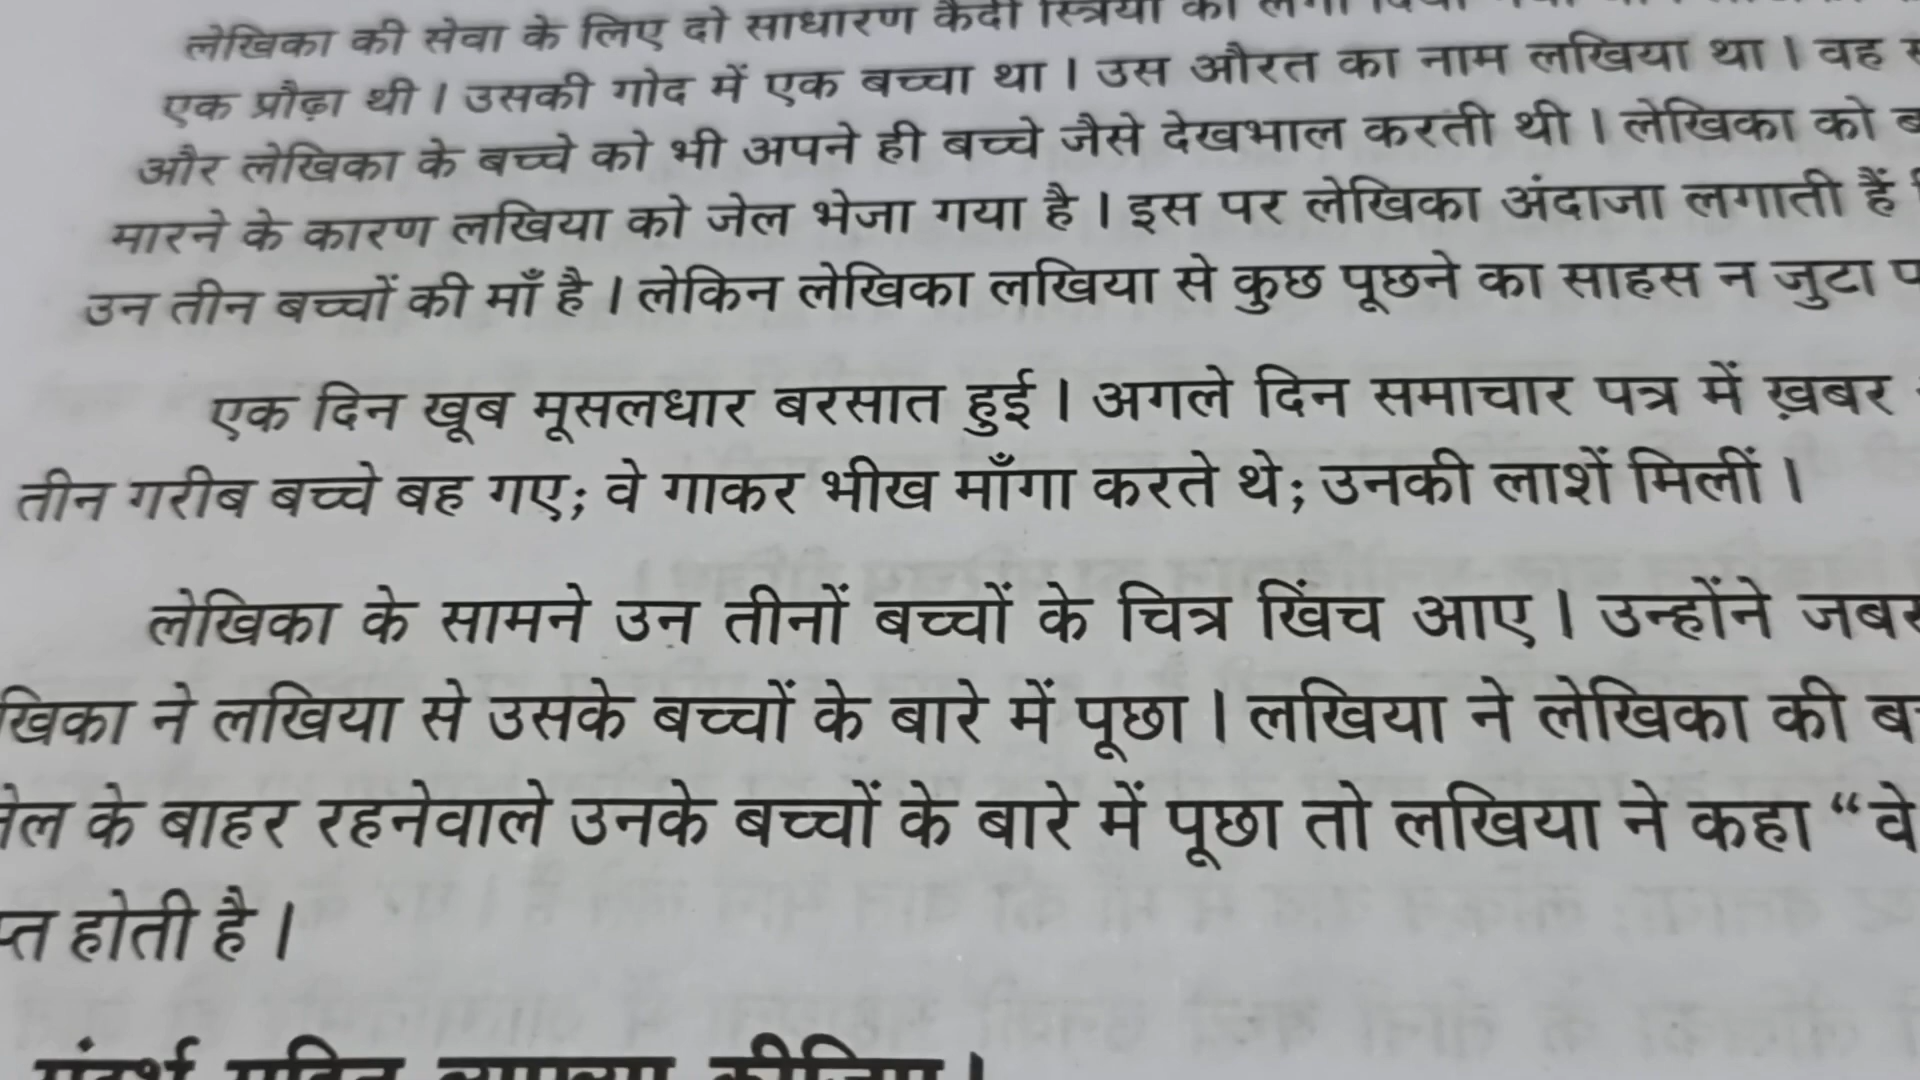 लेखिका की सेवा के लिए दो साधारण कैदी स्त्रियों को लगा दिया
एक प्रौढ़ा थी । उसकी गोद में एक बच्चा था । उस औरत का नाम लखिया था । वह
और लेखिका के बच्चे को भी अपने ही बच्चे जैसे देखभाल करती थी । लेखिका को
मारने के कारण लखिया को जेल भेजा गया है । इस पर लेखिका अंदाजा लगाती हैं
उन तीन बच्चों की माँ है । लेकिन लेखिका लखिया से कुछ पूछने का साहस न जुटा
एक दिन खूब मूसलधार बरसात हुई । अगले दिन समाचार पत्र में ख़बर
तीन गरीब बच्चे बह गए; वे गाकर भीख माँगा करते थे; उनकी लाशें मिलीं ।
लेखिका के सामने उन तीनों बच्चों के चित्र खिंच आए । उन्होंने
खिका ने लखिया से उसके बच्चों के बारे में पूछा । लखिया ने लेखिका की
के बाहर रहनेवाले उनके बच्चों के बारे में पूछा तो लखिया ने कहा “वे
प्त होती है ।